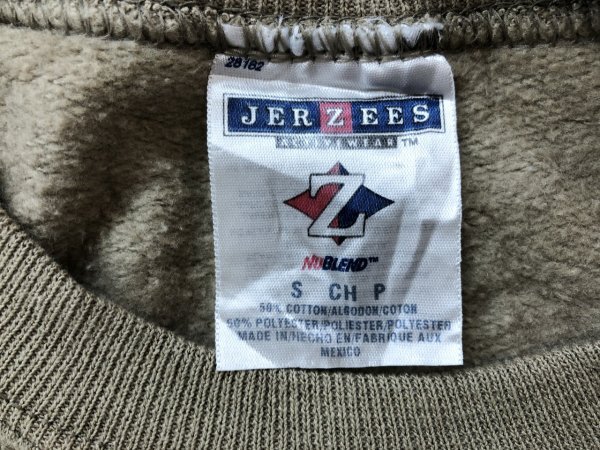 28162
JERZEES
ACTIVEWEAR™
Z
NUBLEND™
S CH P
50% COTTON/ALGODON/COTON
50% POLYESTER/POLIESTER/POLYESTER
MADE IN/HECHO EN/FABRIQUE AUX
MEXICO